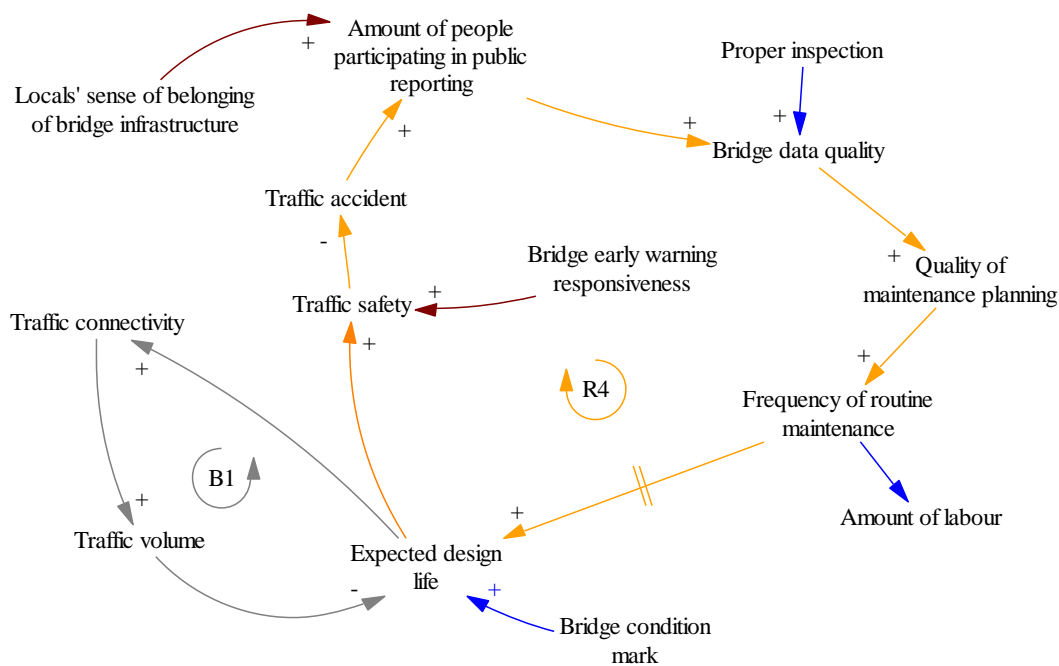 Amount of people
participating in public
reporting
+
Proper inspection
Locals' sense of belonging
of bridge infrastructure
+
+
+
Bridge data quality
Traffic accident
-
Bridge early warning
responsiveness
+
Quality of
maintenance planning
Traffic safety
+
Traffic connectivity
+
+
R4
Frequency of routine
maintenance
B1
+
+
Amount of labour
Traffic volume
Expected design
life
-
+
Bridge condition
mark